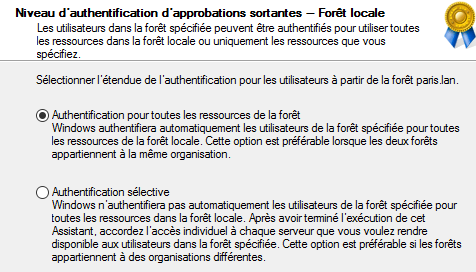 Niveau d'authentification d'approbations sortantes – Forêt locale
Les utilisateurs dans la forêt spécifiée peuvent être authentifiés pour utiliser toutes
les ressources dans la forêt locale ou uniquement les ressources que vous
spécifiez.
Sélectionner l'étendue de l'authentification pour les utilisateurs à partir de la forêt paris.lan.
Authentification pour toutes les ressources de la forêt
Windows authentifiera automatiquement les utilisateurs de la forêt spécifiée pour toutes
les ressources de la forêt locale. Cette option est préférable lorsque les deux forêts
appartiennent à la même organisation.
Authentification sélective
Windows n'authentifiera pas automatiquement les utilisateurs de la forêt spécifiée pour
toutes les ressources dans la forêt locale. Après avoir terminé l'exécution de cet
Assistant, accordez l'accès individuel à chaque serveur que vous voulez rendre
disponible aux utilisateurs dans la forêt spécifiée. Cette option est préférable si les forêts
appartiennent à des organisations différentes.